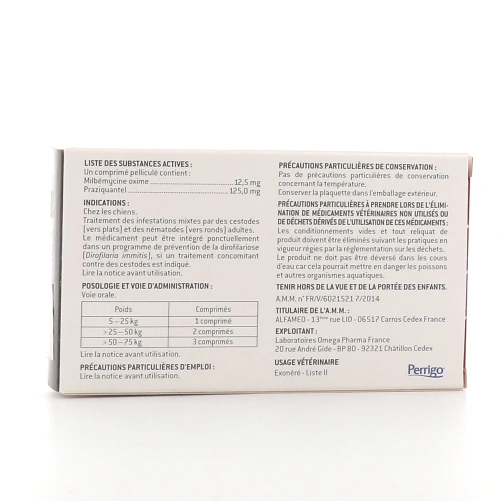 LISTE DES SUBSTANCES ACTIVES :
Un comprimé pelliculé contient :
Milbémycine oxime ........ 12,5 mg
Praziquantel ........ 125,0 mg
INDICATIONS :
Chez les chiens.
Traitement des infestations mixtes par des cestodes
(vers plats) et des nématodes (vers ronds) adultes.
Le médicament peut être intégré ponctuellement
dans un programme de prévention de la dirofilariose
(Dirofilaria immitis), si un traitement concomitant
contre des cestodes est indiqué.
Lire la notice avant utilisation.
POSOLOGIE ET VOIE D'ADMINISTRATION :
Voie orale.
Poids Comprimés
5 – 25 kg 1 comprimé
> 25 – 50 kg 2 comprimés
> 50 – 75 kg 3 comprimés
Lire la notice avant utilisation.
PRÉCAUTIONS PARTICULIÈRES D'EMPLOI :
Lire la notice avant utilisation.
PRÉCAUTIONS PARTICULIÈRES DE CONSERVATION :
Pas de précautions particulières de conservation
concernant la température.
Conserver la plaquette dans l'emballage extérieur.
PRÉCAUTIONS PARTICULIÈRES À PRENDRE LORS DE L'ÉLIMI-
NATION DE MÉDICAMENTS VÉTÉRINAIRES NON UTILISÉS OU
DE DÉCHETS DÉRIVÉS DE L'UTILISATION DE CES MÉDICAMENTS :
Les conditionnements vides et tout reliquat de
produit doivent être éliminés suivant les pratiques en
vigueur régies par la réglementation sur les déchets.
Le produit ne doit pas être déversé dans les cours
d'eau car cela pourrait mettre en danger les poissons
et autres organismes aquatiques.
TENIR HORS DE LA VUE ET DE LA PORTÉE DES ENFANTS.
A.M.M. n° FR/V/6021521 7/2014
TITULAIRE DE L'A.M.M. :
ALFAMED - 13ème rue LID - 06517 Carros Cedex France
EXPLOITANT :
Laboratoires Omega Pharma France
20 rue André Gide - BP 80 - 92321 Châtillon Cedex
USAGE VÉTÉRINAIRE
Exonéré - Liste II
Perrigo